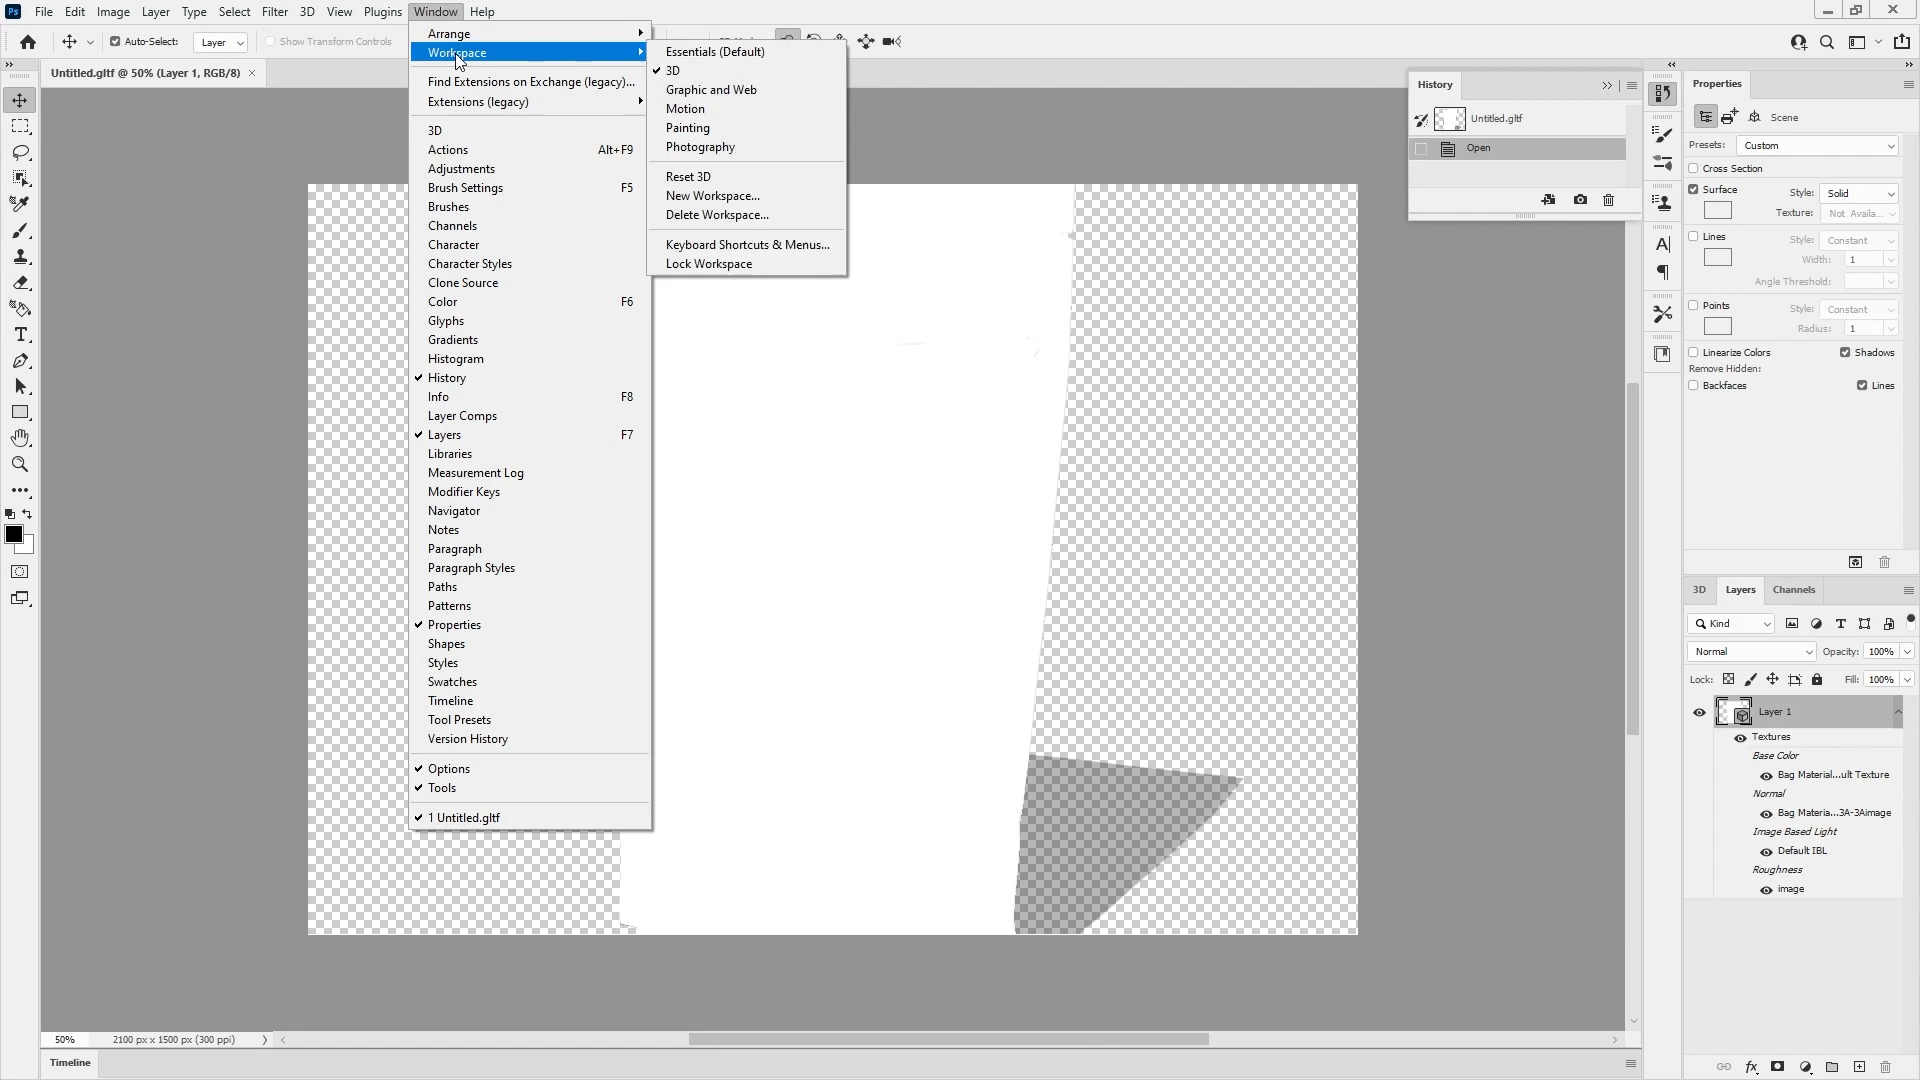 Ps File Edit Image Layer Type Select Filter 3D View Plugins Window Help
Auto-Select: Layer Show Transform Controls
Untitled.gltf @ 50% (Layer 1, RGB/8)
Arrange
Workspace
Find Extensions on Exchange (legacy)...
Extensions (legacy)
3D
Actions Alt+F9
Adjustments
Brush Settings F5
Brushes
Channels
Character
Character Styles
Clone Source
Color F6
Glyphs
Gradients
Histogram
History
Info F8
Layer Comps
Layers F7
Libraries
Measurement Log
Modifier Keys
Navigator
Notes
Paragraph
Paragraph Styles
Paths
Patterns
Properties
Shapes
Styles
Swatches
Timeline
Tool Presets
Version History
Options
Tools
1 Untitled.gltf
Essentials (Default)
3D
Graphic and Web
Motion
Painting
Photography
Reset 3D
New Workspace...
Delete Workspace...
Keyboard Shortcuts & Menus...
Lock Workspace
History
Untitled.gltf
Open
Properties
Scene
Presets: Custom
Cross Section
Surface Style: Solid
Texture: Not Availa...
Lines Style: Constant
Width: 1
Angle Threshold:
Points Style: Constant
Radius: 1
Linearize Colors Shadows
Remove Hidden:
Backfaces Lines
3D Layers Channels
Kind
Normal Opacity: 100%
Lock: Fill: 100%
Layer 1
Textures
Base Color
Bag Material...ult Texture
Normal
Bag Materia...3A-3Aimage
Image Based Light
Default IBL
Roughness
image
50% 2100 px x 1500 px (300 ppi)
Timeline